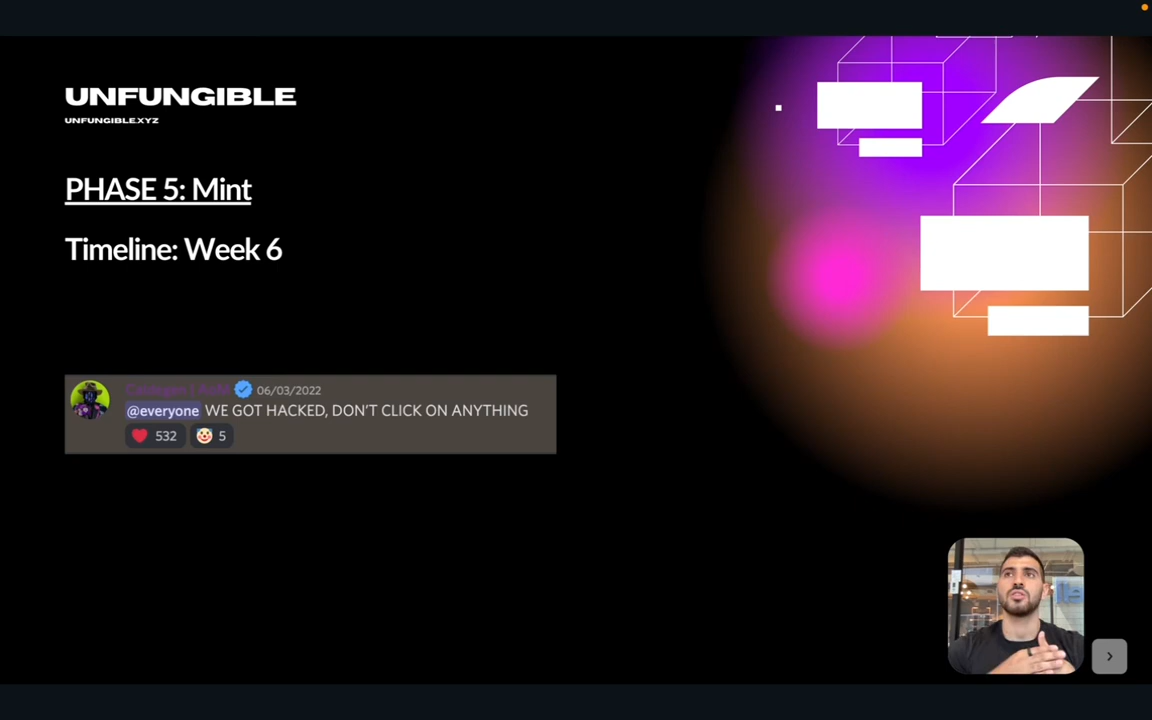 UNFUNGIBLE
UNFUNGIBLE.XYZ
PHASE 5: Mint
Timeline: Week 6
06/03/2022
@everyone WE GOT HACKED, DON'T CLICK ON ANYTHING
532 5